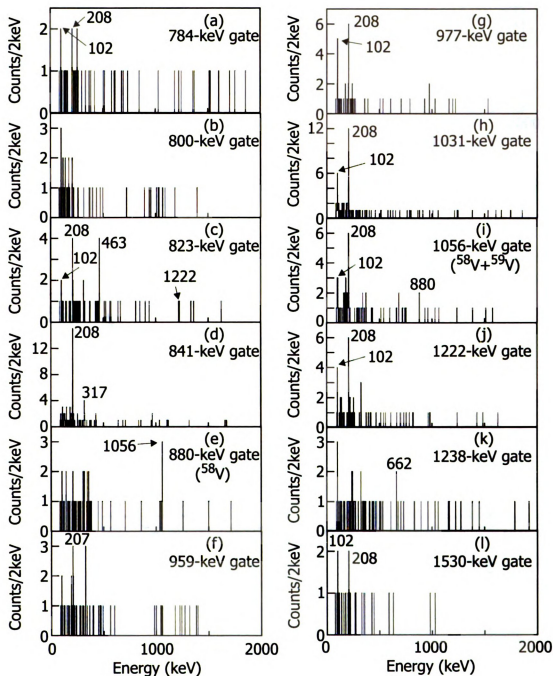 208
(a)
784-keV gate
102
Counts/2keV
2
1
0
(b)
800-keV gate
Counts/2keV
3
2
1
0
208
463
(c)
823-keV gate
102
1222
Counts/2keV
4
2
0
208
(d)
841-keV gate
317
Counts/2keV
12
8
4
0
1056
(e)
880-keV gate
(58V)
Counts/2keV
3
2
1
0
207
(f)
959-keV gate
Counts/2keV
3
2
1
0
0
1000
2000
Energy (keV)
208
(g)
977-keV gate
102
Counts/2keV
6
4
2
0
208
(h)
1031-keV gate
102
Counts/2keV
12
8
4
0
208
(i)
1056-keV gate
(58V+59V)
102
880
Counts/2keV
6
4
2
0
208
(j)
1222-keV gate
102
Counts/2keV
6
4
2
0
(k)
1238-keV gate
662
Counts/2keV
3
2
1
0
102
208
(l)
1530-keV gate
Counts/2keV
2
1
0
0
1000
2000
Energy (keV)